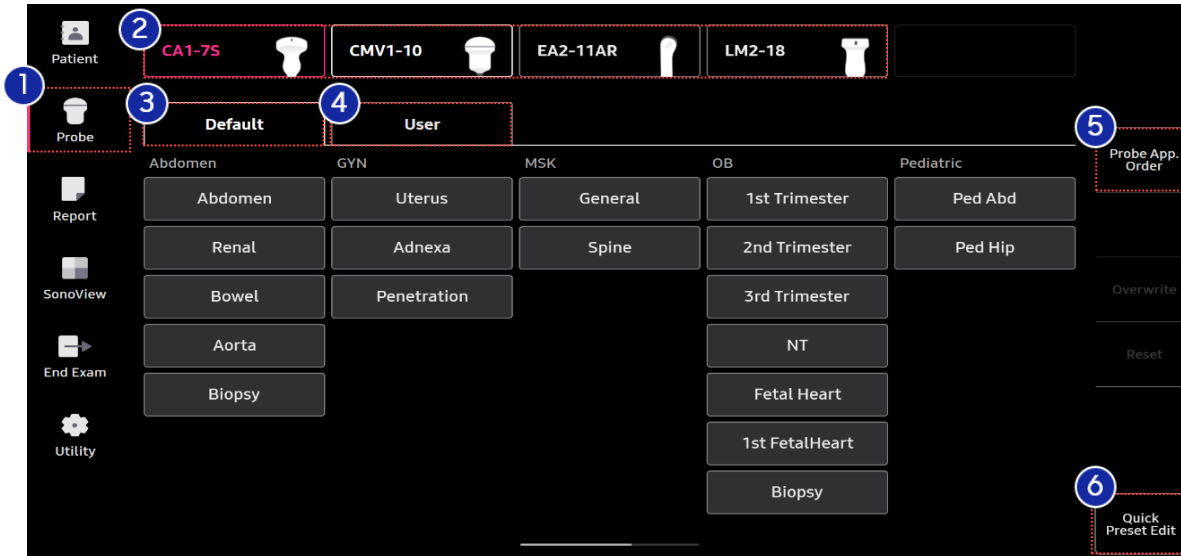 1
Patient
Probe
Report
SonoView
End Exam
Utility
2
CA1-7S
CMV1-10
EA2-11AR
LM2-18
3
Default
4
User
Abdomen
Abdomen
Renal
Bowel
Aorta
Biopsy
GYN
Uterus
Adnexa
Penetration
MSK
General
Spine
OB
1st Trimester
2nd Trimester
3rd Trimester
NT
Fetal Heart
1st FetalHeart
Biopsy
Pediatric
Ped Abd
Ped Hip
5
Probe App.
Order
Overwrite
Reset
6
Quick
Preset Edit